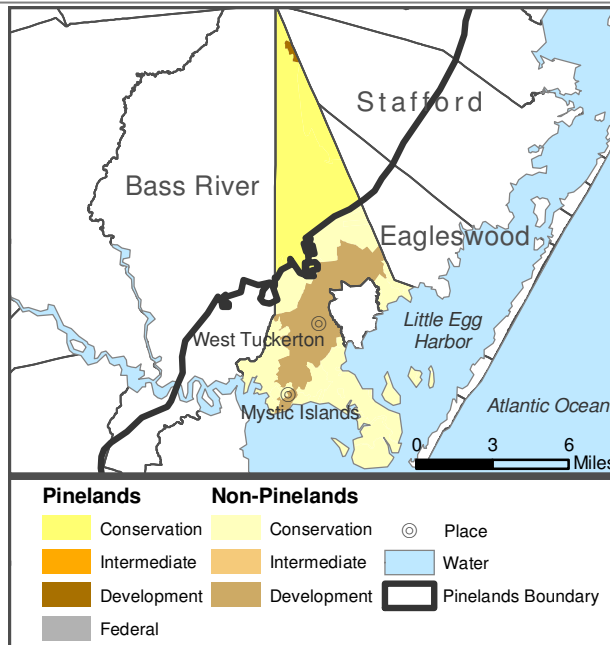 Stafford
Bass River
Eagleswood
Little Egg
Harbor
West Tuckerton
Mystic Islands
Atlantic Ocean
0 3 6
Miles
Pinelands
Conservation
Intermediate
Development
Federal
Non-Pinelands
Conservation
Intermediate
Development
Place
Water
Pinelands Boundary